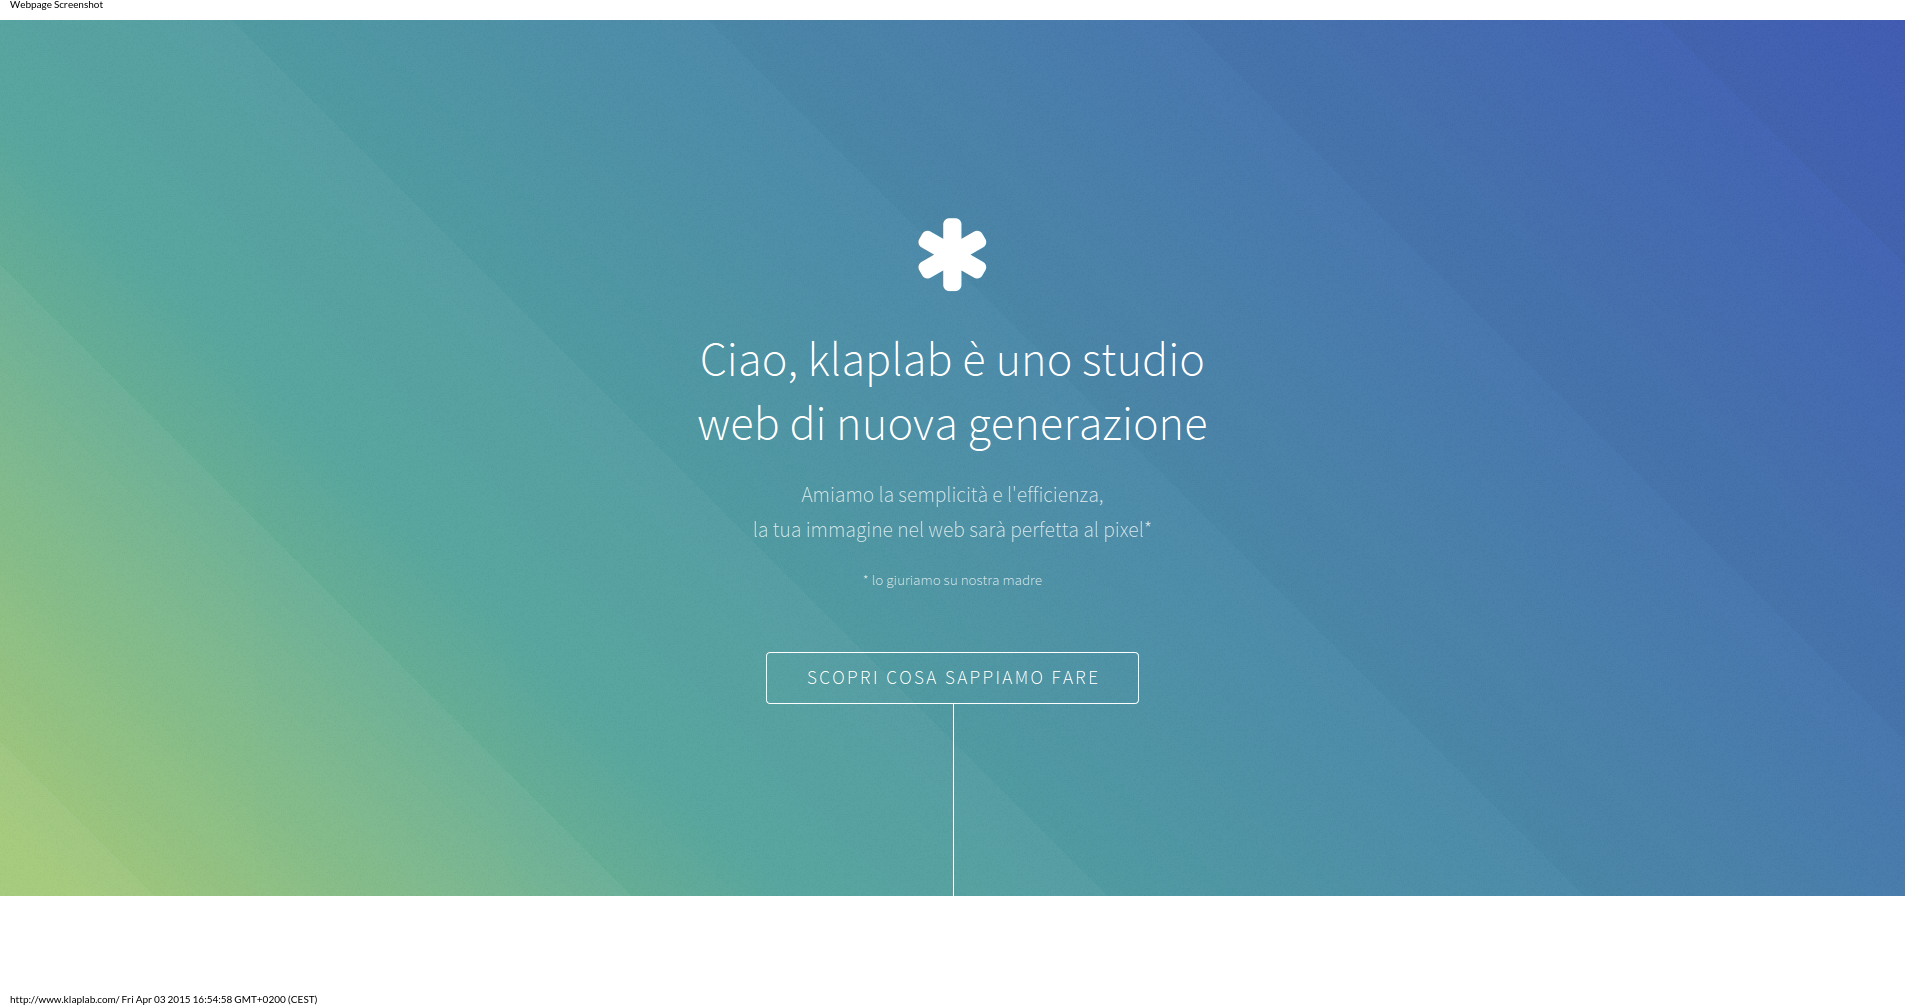 Webpage Screenshot
Ciao, klaplab è uno studio
web di nuova generazione
Amiamo la semplicità e l'efficienza,
la tua immagine nel web sarà perfetta al pixel*
* lo giuriamo su nostra madre
SCOPRI COSA SAPPIAMO FARE
http://www.klaplab.com/ Fri Apr 03 2015 16:54:58 GMT+0200 (CEST)